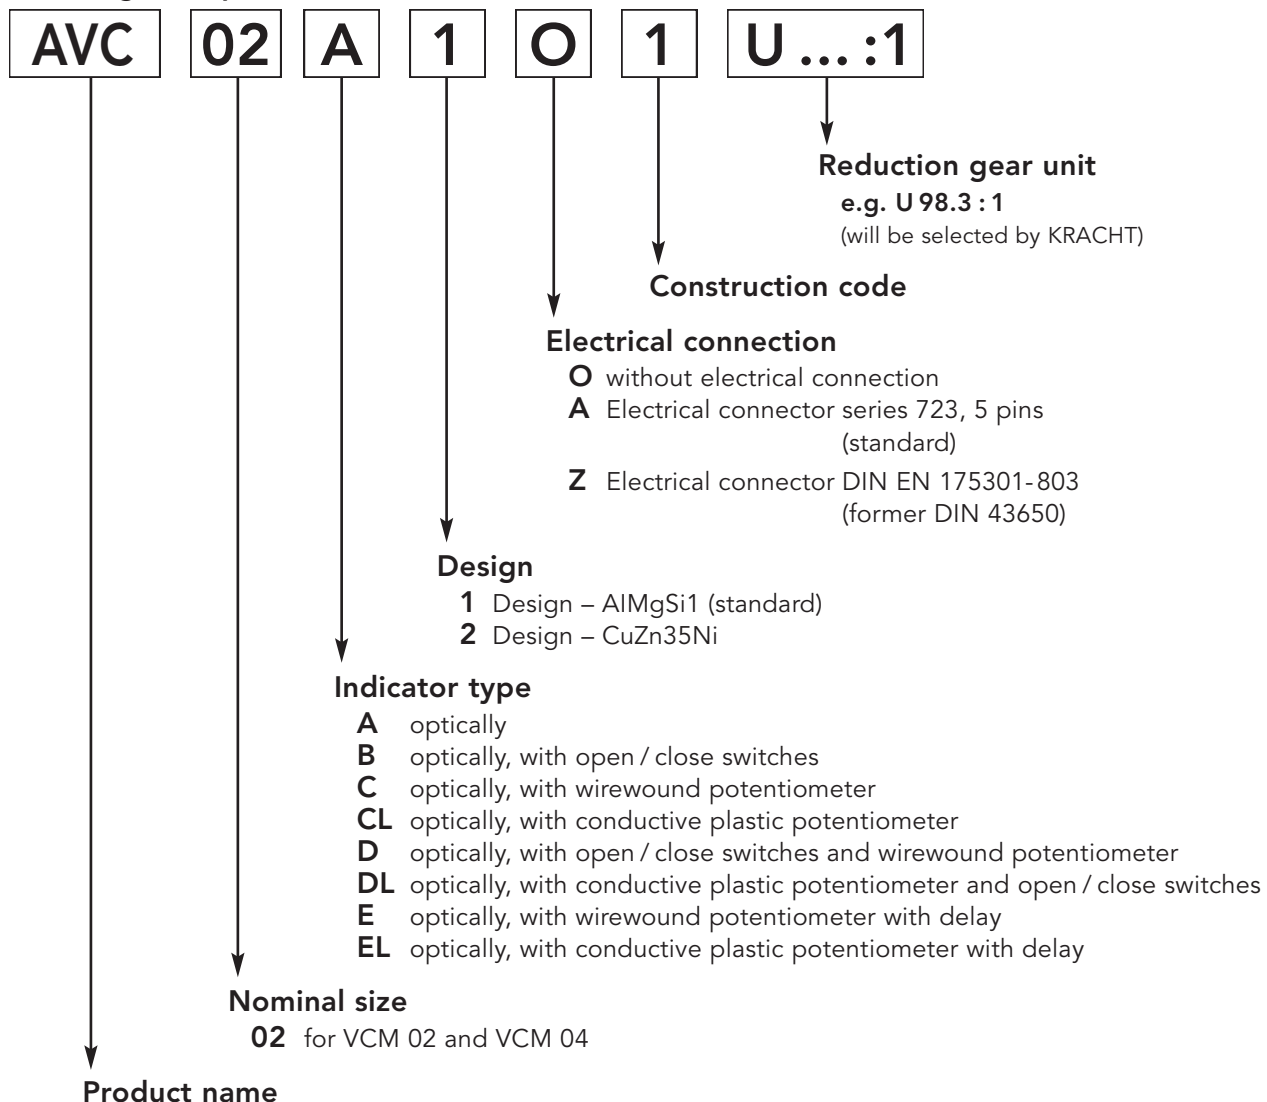 AVC 02 A 1 O 1 U ... :1
Reduction gear unit
e.g. U 98.3 : 1
(will be selected by KRACHT)
Construction code
Electrical connection
O without electrical connection
A Electrical connector series 723, 5 pins
(standard)
Z Electrical connector DIN EN 175301-803
(former DIN 43650)
Design
1 Design – AlMgSi1 (standard)
2 Design – CuZn35Ni
Indicator type
A optically
B optically, with open / close switches
C optically, with wirewound potentiometer
CL optically, with conductive plastic potentiometer
D optically, with open / close switches and wirewound potentiometer
DL optically, with conductive plastic potentiometer and open / close switches
E optically, with wirewound potentiometer with delay
EL optically, with conductive plastic potentiometer with delay
Nominal size
02 for VCM 02 and VCM 04
Product name